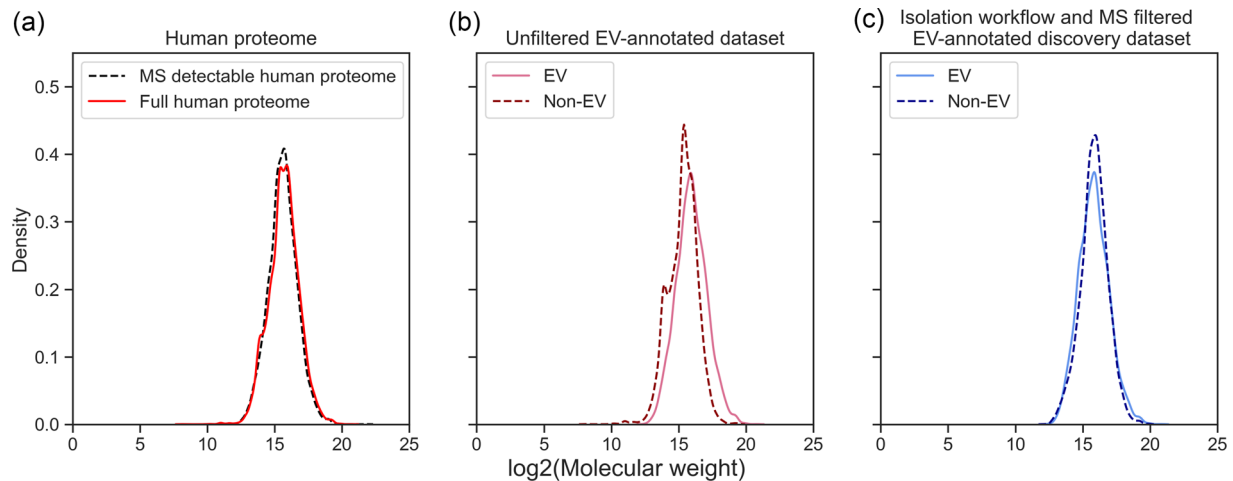 (a)
Human proteome
MS detectable human proteome
Full human proteome
Density
0.5
0.4
0.3
0.2
0.1
0.0
0 5 10 15 20 25
(b)
Unfiltered EV-annotated dataset
EV
Non-EV
0 5 10 15 20 25
log2(Molecular weight)
(c)
Isolation workflow and MS filtered
EV-annotated discovery dataset
EV
Non-EV
0 5 10 15 20 25